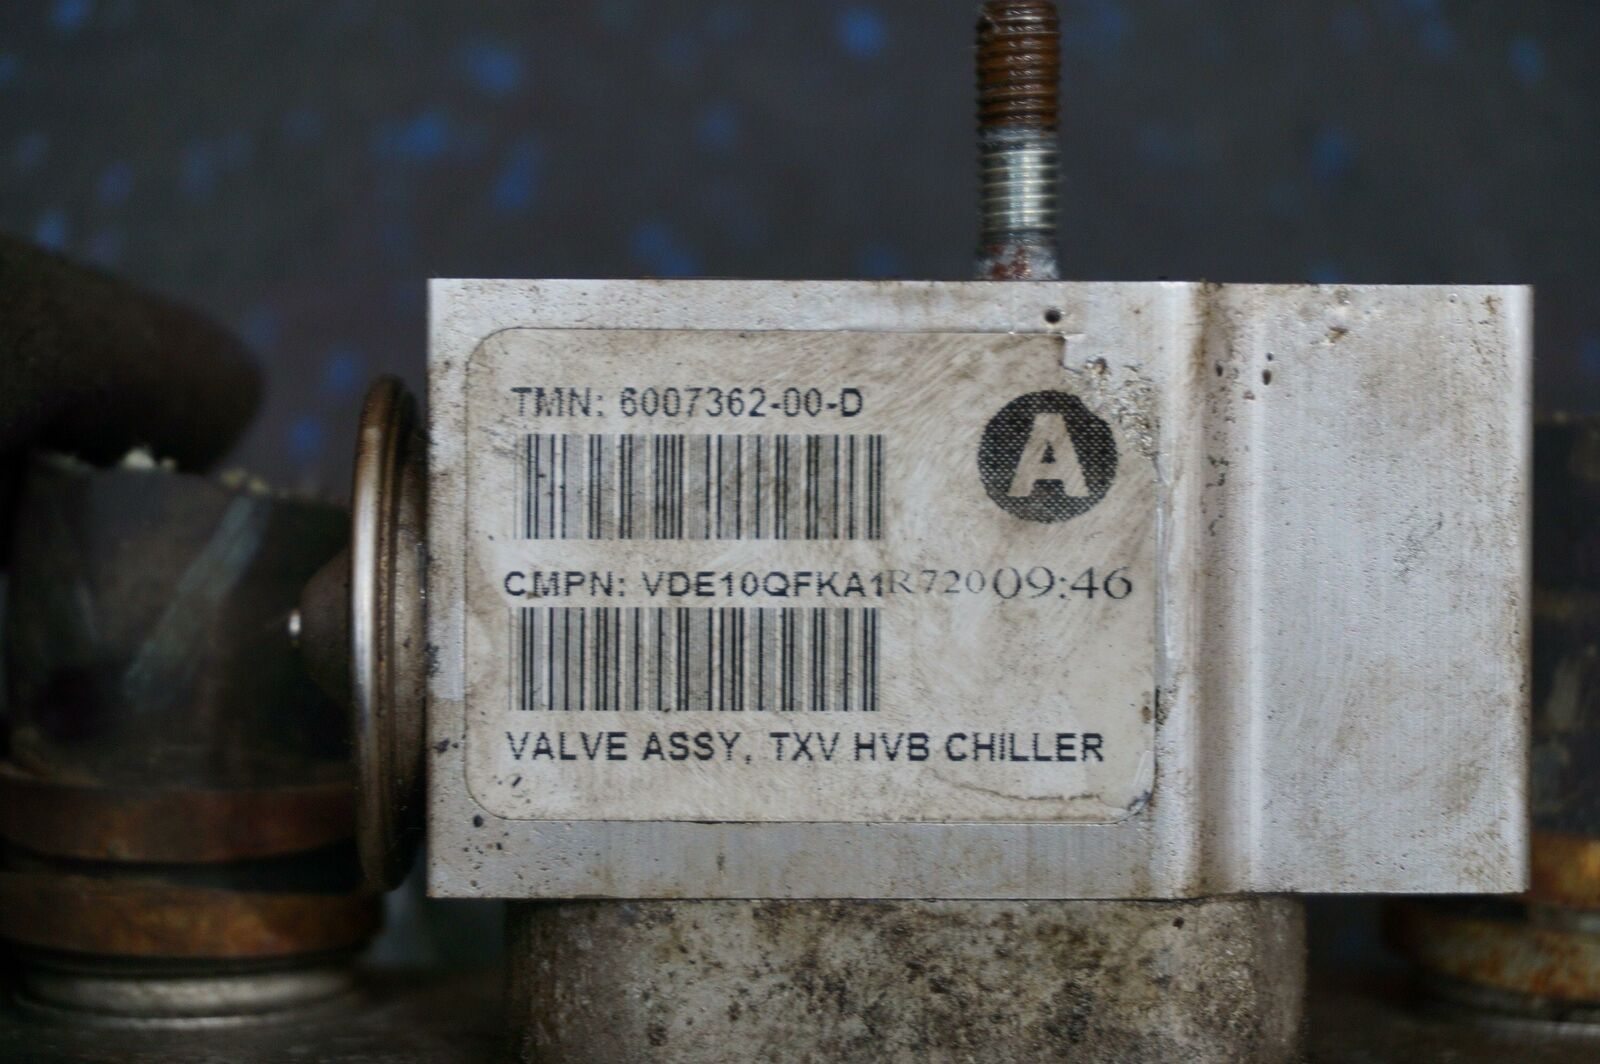 TMN: 6007362-00-D
A
CMPN: VDE10QFKA1R72009:46
VALVE ASSY, TXV HVB CHILLER